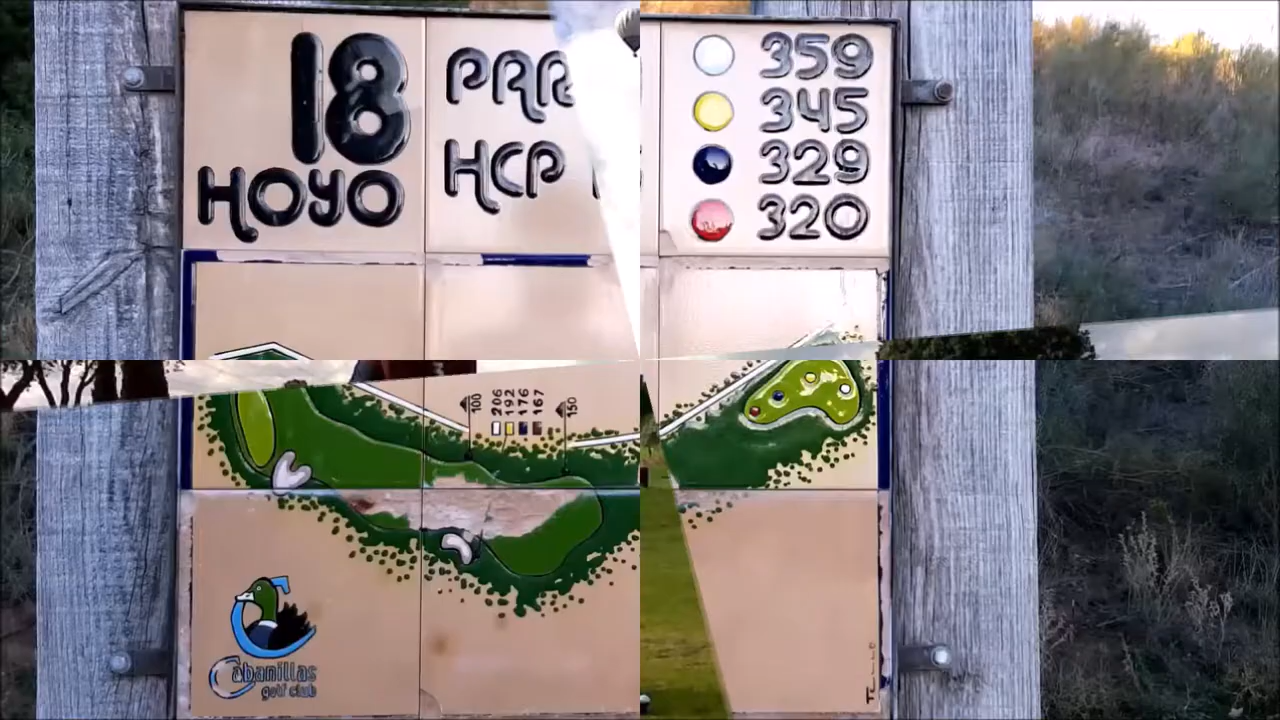 18
HOYO
PAR
HCP
359
345
329
320
100
206
192
176
167
150
Cabanillas
golf club